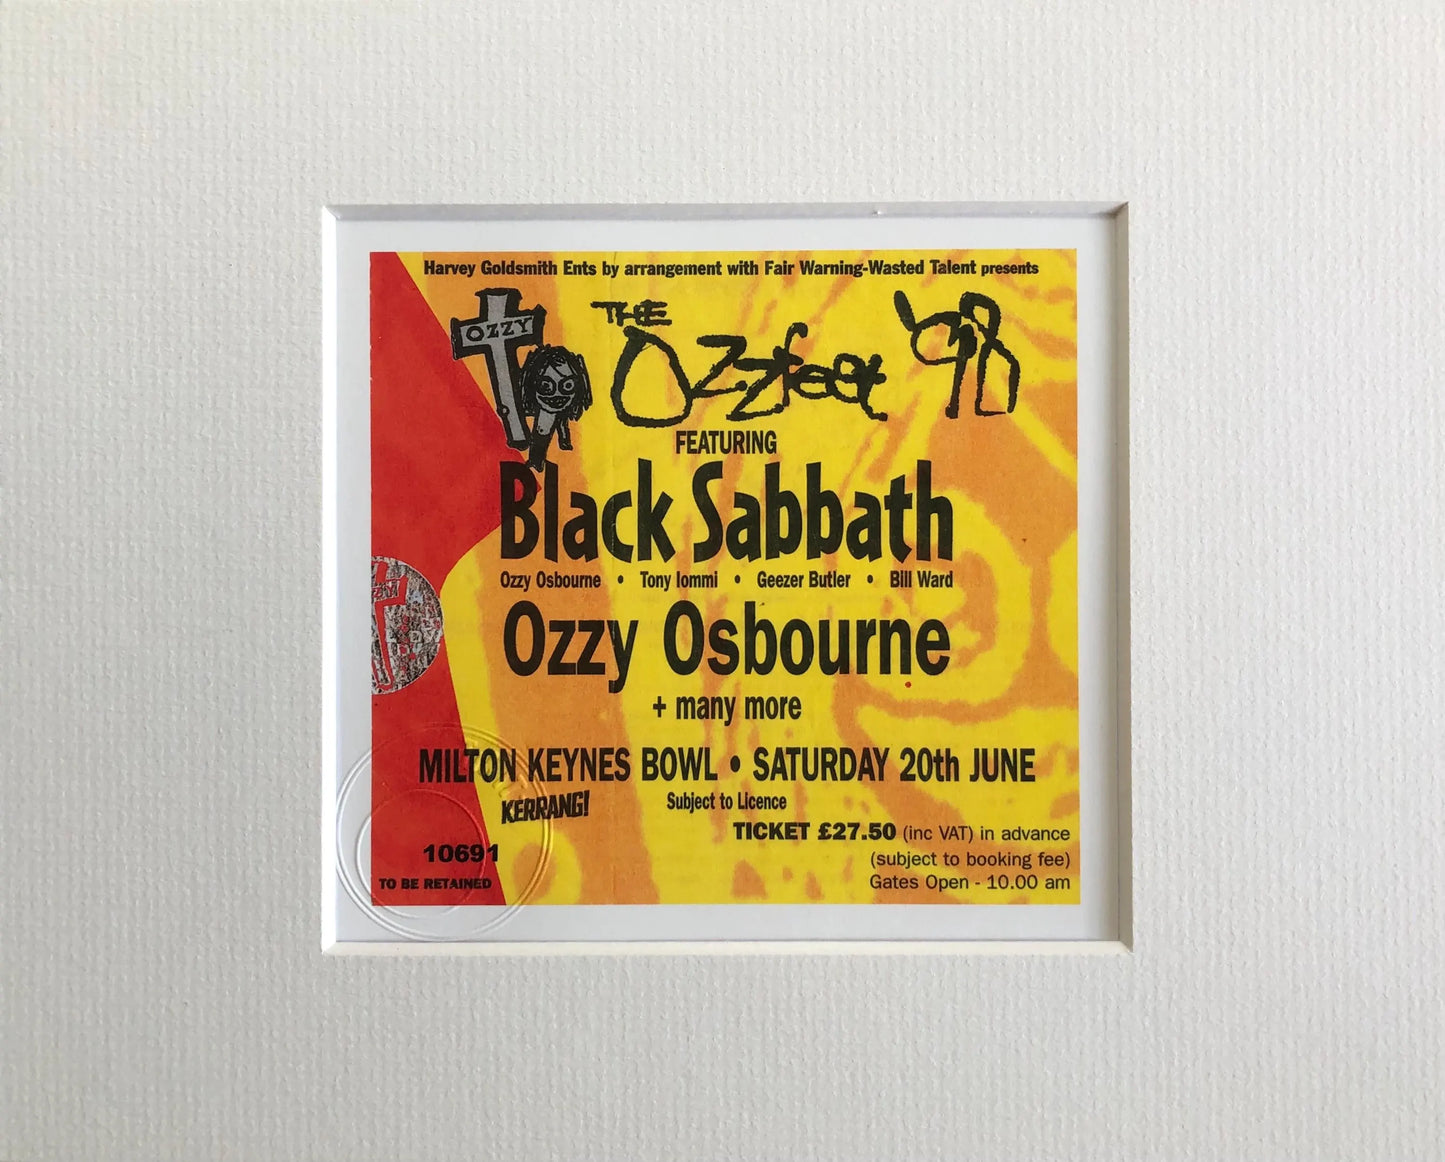 Harvey Goldsmith Ents by arrangement with Fair Warning-Wasted Talent presents
OZZY
THE
Ozzfest '98
FEATURING
Black Sabbath
Ozzy Osbourne • Tony Iommi • Geezer Butler • Bill Ward
Ozzy Osbourne
+ many more
MILTON KEYNES BOWL • SATURDAY 20th JUNE
KERRANG!
Subject to Licence
TICKET £27.50 (inc VAT) in advance
(subject to booking fee)
Gates Open - 10.00 am
10691
TO BE RETAINED